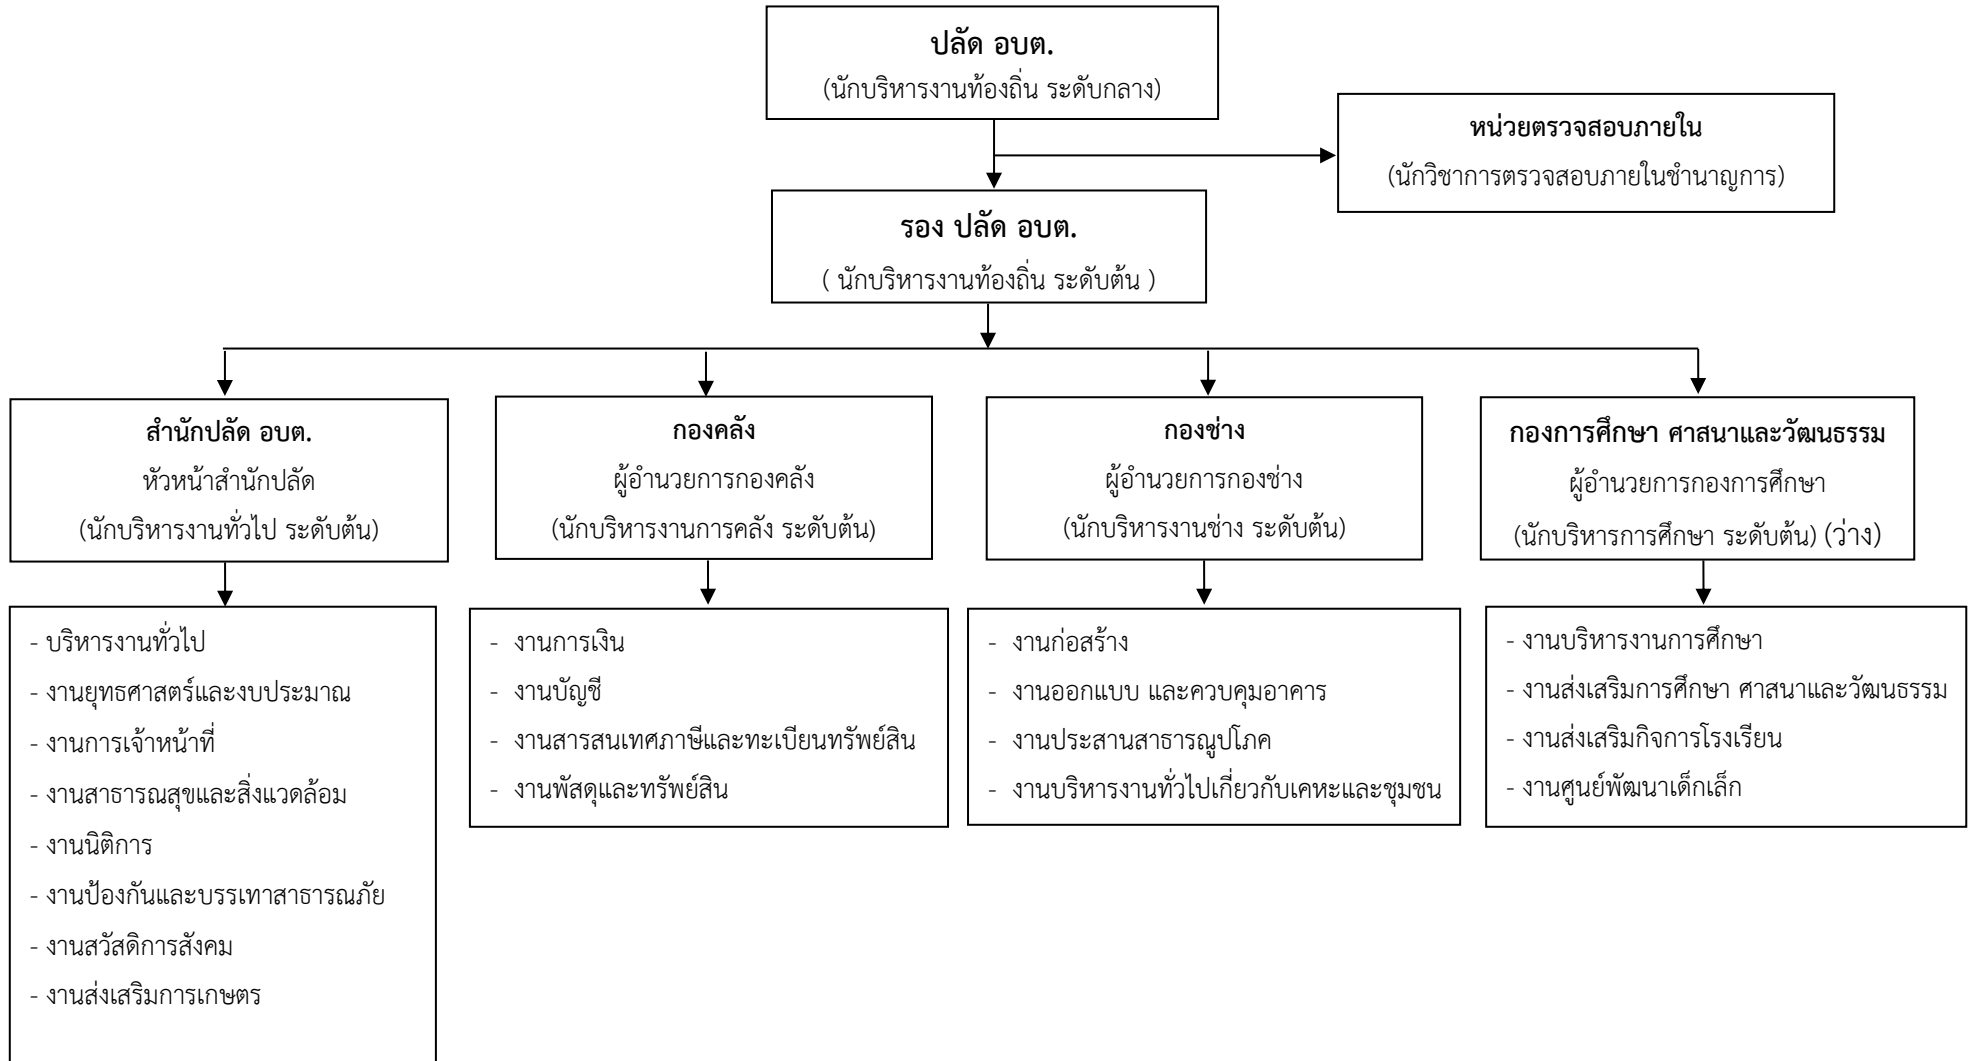 ปลัด อบต.
(นักบริหารงานท้องถิ่น ระดับกลาง)
หน่วยตรวจสอบภายใน
(นักวิชาการตรวจสอบภายในชำนาญการ)
รอง ปลัด อบต.
( นักบริหารงานท้องถิ่น ระดับต้น )
สำนักปลัด อบต.
หัวหน้าสำนักปลัด
(นักบริหารงานทั่วไป ระดับต้น)
กองคลัง
ผู้อำนวยการกองคลัง
(นักบริหารงานการคลัง ระดับต้น)
กองช่าง
ผู้อำนวยการกองช่าง
(นักบริหารงานช่าง ระดับต้น)
กองการศึกษา ศาสนาและวัฒนธรรม
ผู้อำนวยการกองการศึกษา
(นักบริหารการศึกษา ระดับต้น) (ว่าง)
- บริหารงานทั่วไป
- งานยุทธศาสตร์และงบประมาณ
- งานการเจ้าหน้าที่
- งานสาธารณสุขและสิ่งแวดล้อม
- งานนิติการ
- งานป้องกันและบรรเทาสาธารณภัย
- งานสวัสดิการสังคม
- งานส่งเสริมการเกษตร
- งานการเงิน
- งานบัญชี
- งานสารสนเทศภาษีและทะเบียนทรัพย์สิน
- งานพัสดุและทรัพย์สิน
- งานก่อสร้าง
- งานออกแบบ และควบคุมอาคาร
- งานประสานสาธารณูปโภค
- งานบริหารงานทั่วไปเกี่ยวกับเคหะและชุมชน
- งานบริหารงานการศึกษา
- งานส่งเสริมการศึกษา ศาสนาและวัฒนธรรม
- งานส่งเสริมกิจการโรงเรียน
- งานศูนย์พัฒนาเด็กเล็ก